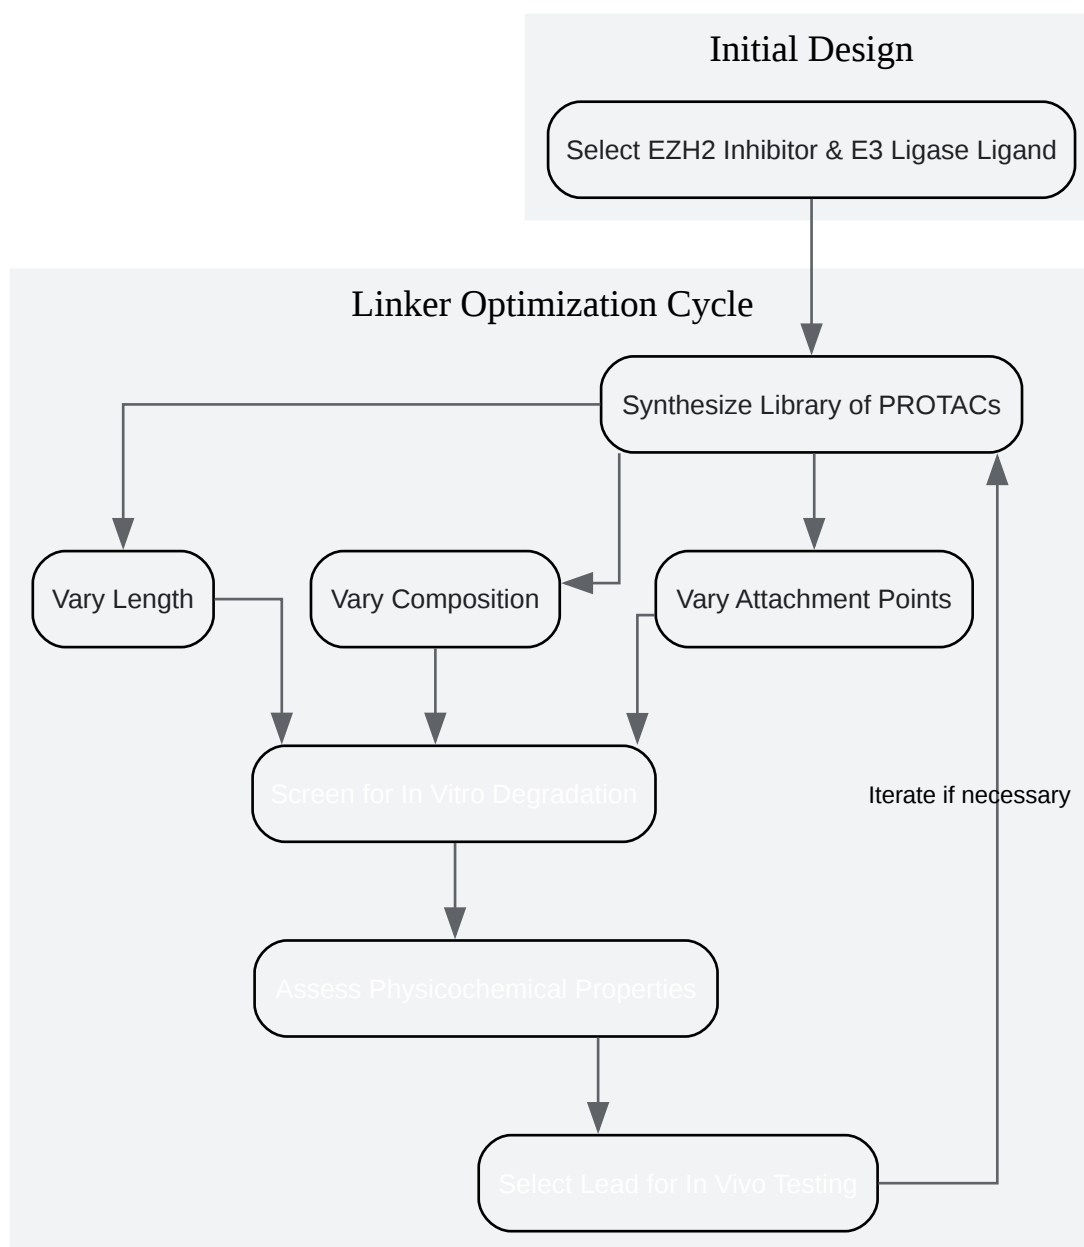 Initial Design
Select EZH2 Inhibitor & E3 Ligase Ligand
Linker Optimization Cycle
Synthesize Library of PROTACs
Vary Length
Vary Composition
Vary Attachment Points
Screen for In Vitro Degradation
Iterate if necessary
Assess Physicochemical Properties
Select Lead for In Vivo Testing